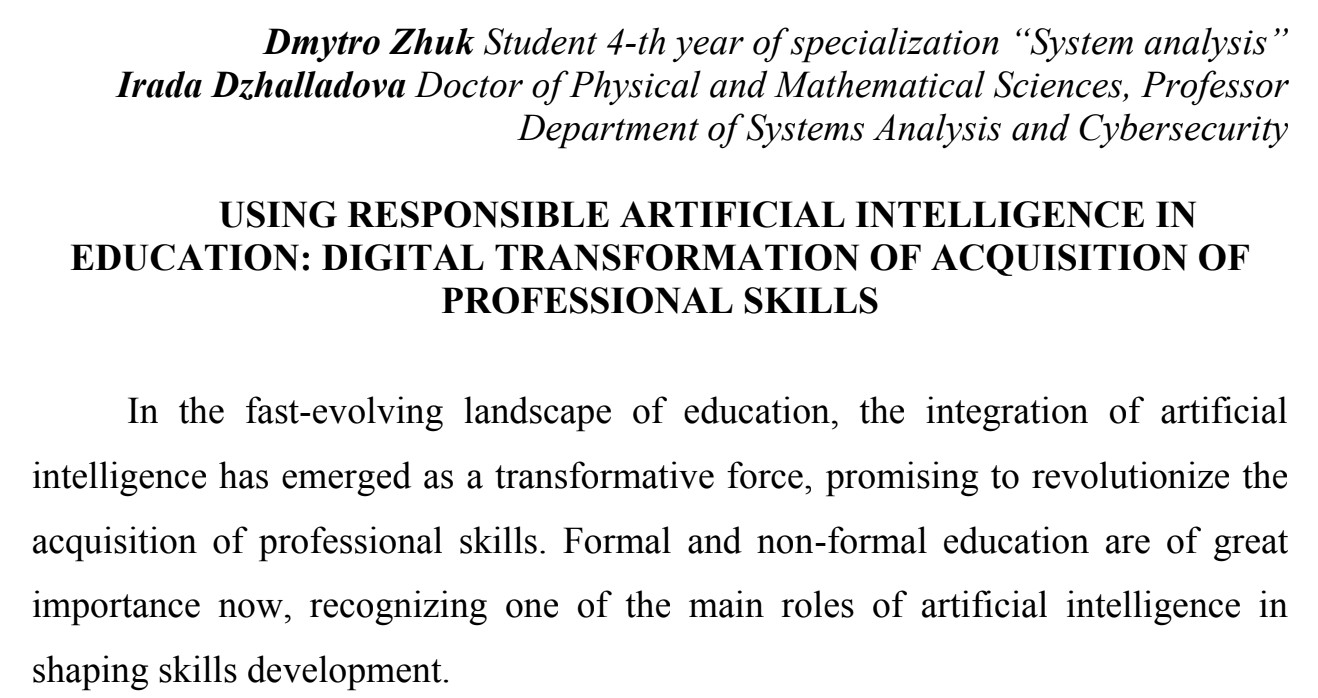 Dmytro Zhuk Student 4-th year of specialization “System analysis”
Irada Dzhalladova Doctor of Physical and Mathematical Sciences, Professor
Department of Systems Analysis and Cybersecurity
USING RESPONSIBLE ARTIFICIAL INTELLIGENCE IN
EDUCATION: DIGITAL TRANSFORMATION OF ACQUISITION OF
PROFESSIONAL SKILLS
In the fast-evolving landscape of education, the integration of artificial
intelligence has emerged as a transformative force, promising to revolutionize the
acquisition of professional skills. Formal and non-formal education are of great
importance now, recognizing one of the main roles of artificial intelligence in
shaping skills development.